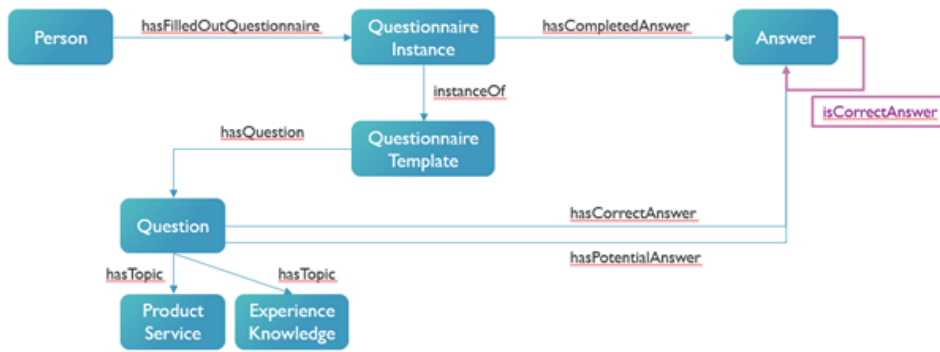 Person
hasFilledOutQuestionnaire
Questionnaire
Instance
hasCompletedAnswer
Answer
instanceOf
isCorrectAnswer
hasQuestion
Questionnaire
Template
Question
hasCorrectAnswer
hasPotentialAnswer
hasTopic
hasTopic
Product
Service
Experience
Knowledge